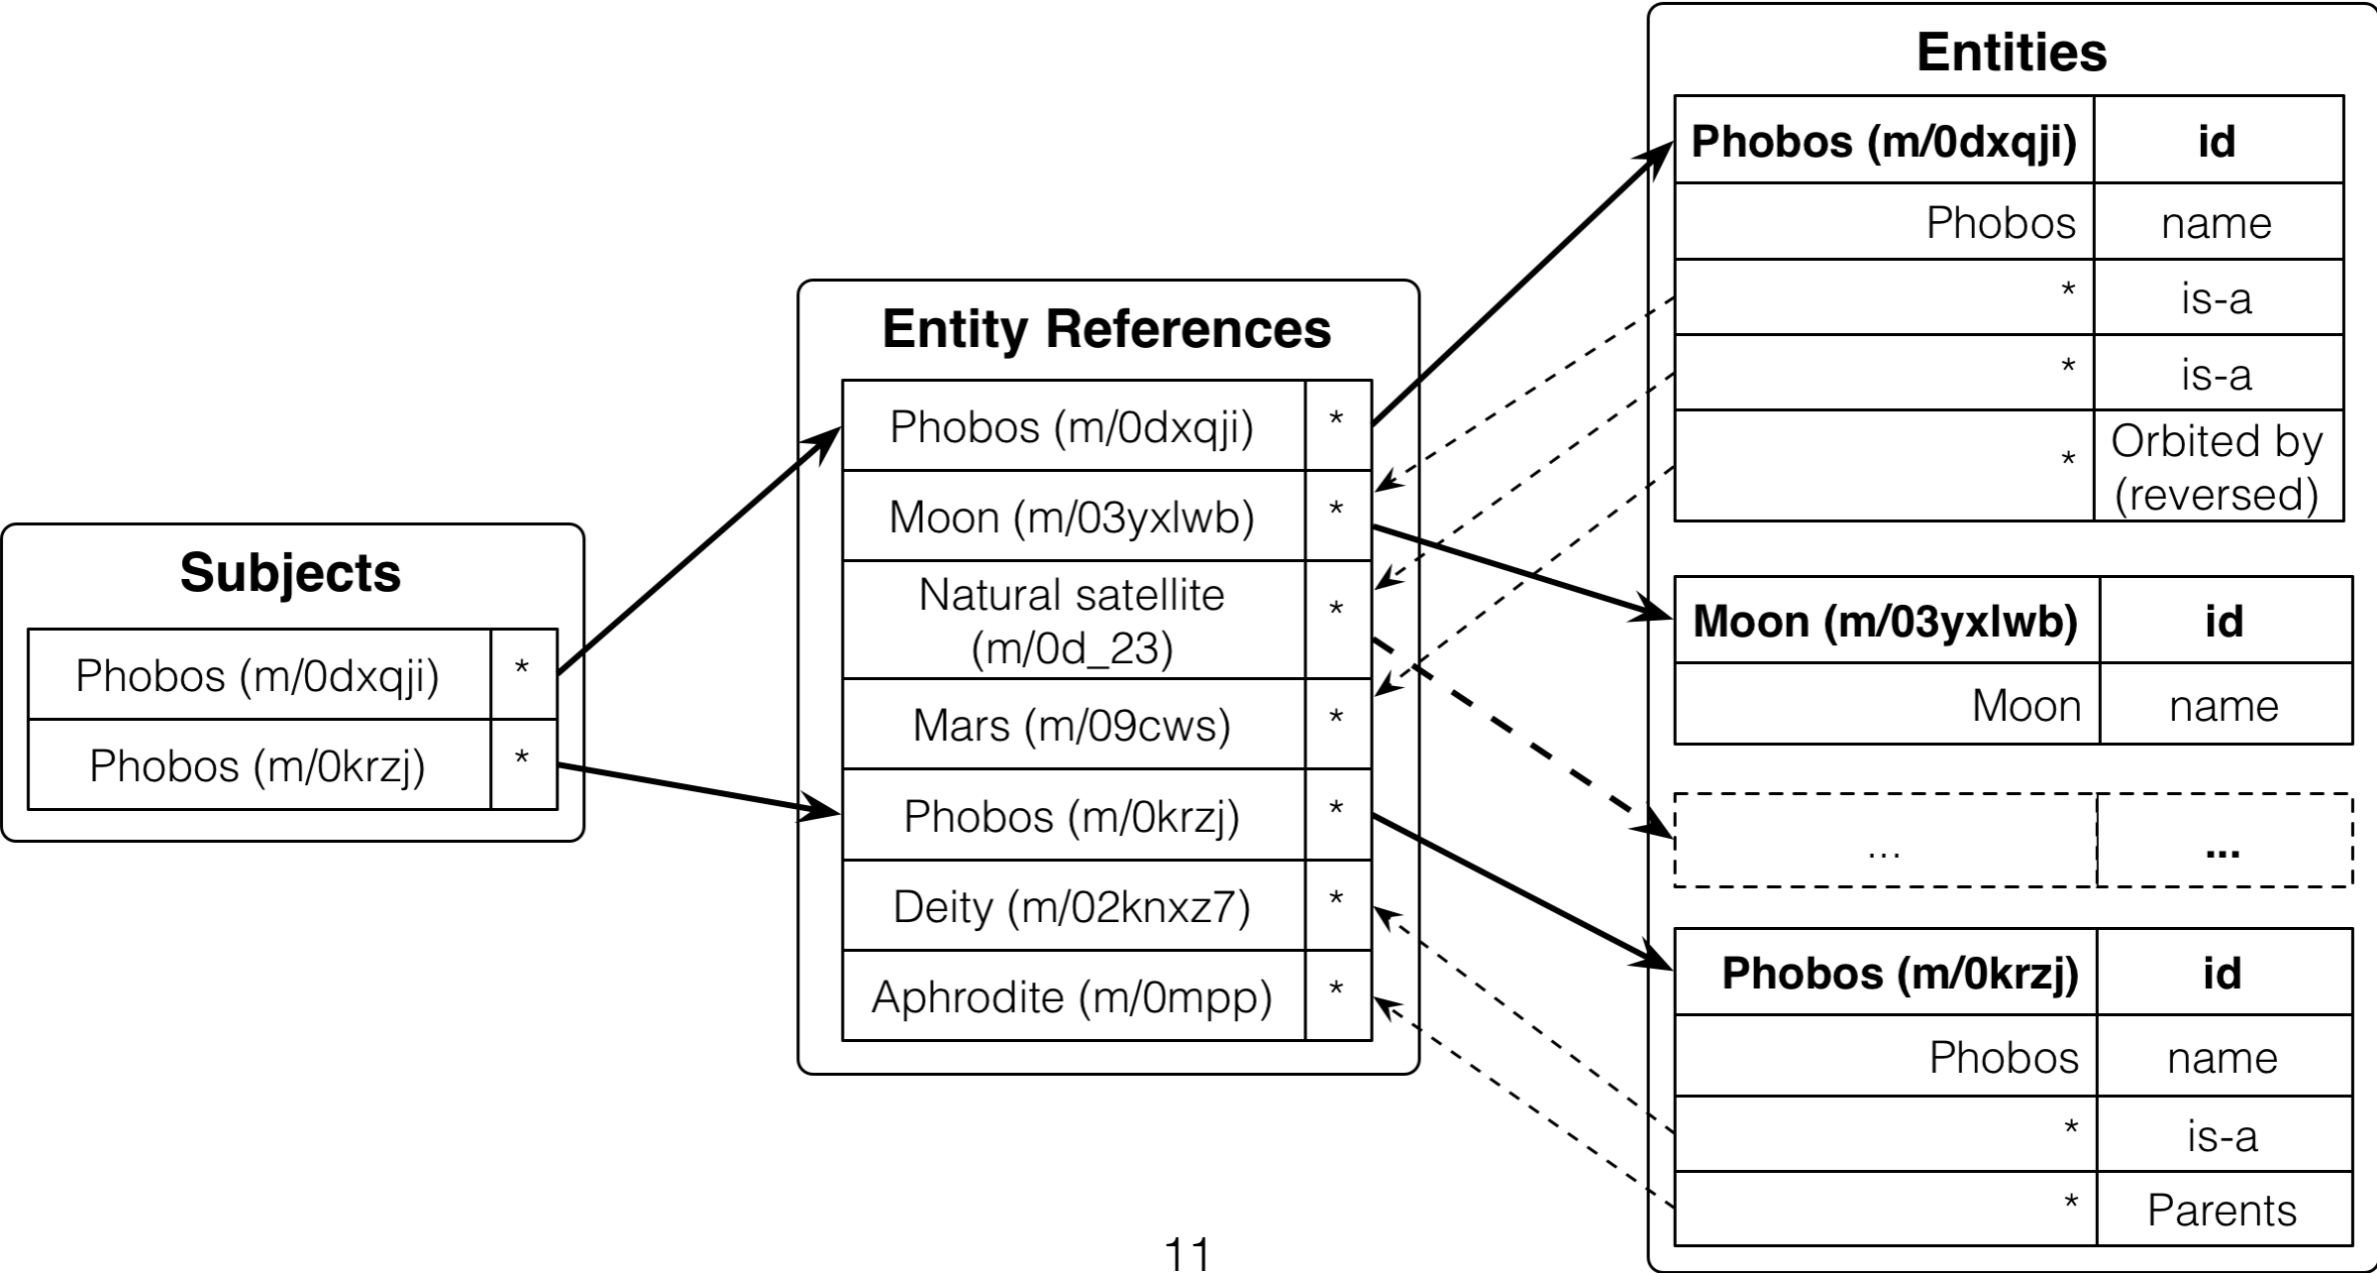 Subjects
Phobos (m/0dxqji) *
Phobos (m/0krzj) *
Entity References
Phobos (m/0dxqji) *
Moon (m/03yxlwb) *
Natural satellite
(m/0d_23) *
Mars (m/09cws) *
Phobos (m/0krzj) *
Deity (m/02knxz7) *
Aphrodite (m/0mpp) *
Entities
Phobos (m/0dxqji) id
Phobos name
* is-a
* is-a
* Orbited by
(reversed)
Moon (m/03yxlwb) id
Moon name
... ...
Phobos (m/0krzj) id
Phobos name
* is-a
* Parents
11